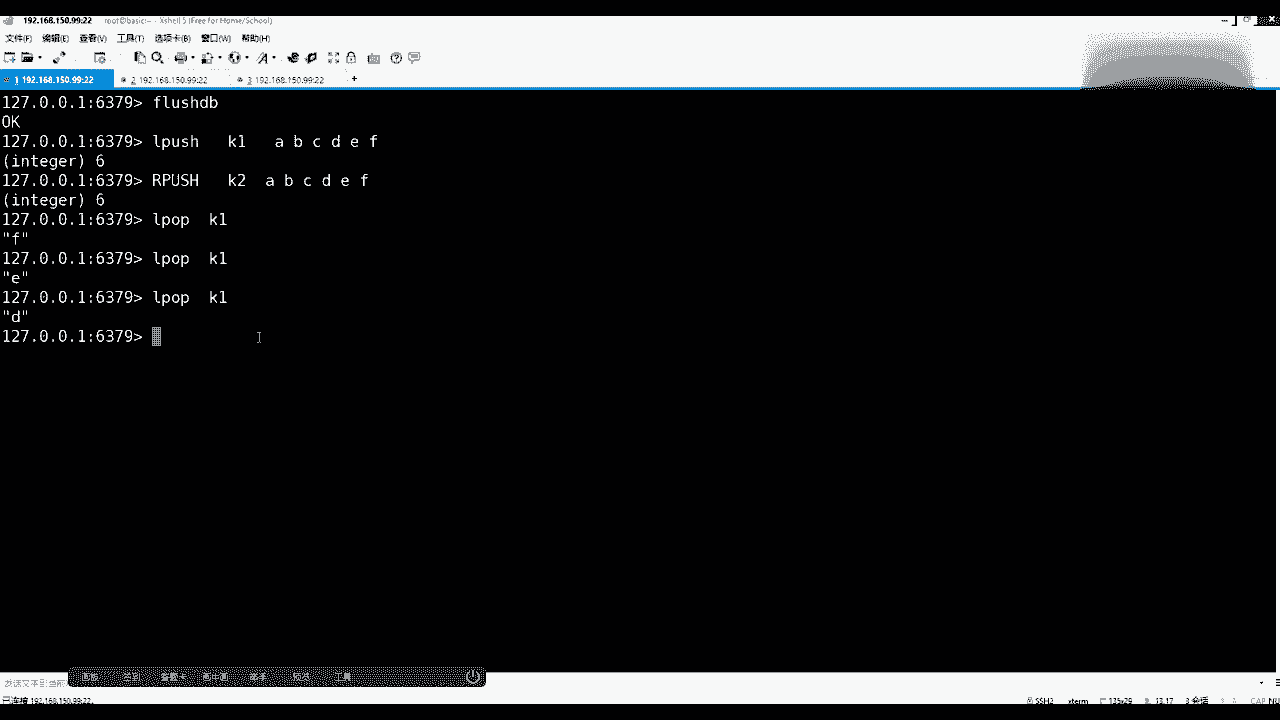 192.168.150.99:22 root@basic:~ - Xshell 5 (Free for Home/School)
文件(F) 编辑(E) 查看(V) 工具(T) 选项卡(B) 窗口(W) 帮助(H)
1 192.168.150.99:22 2 192.168.150.99:22 3 192.168.150.99:22 +
127.0.0.1:6379> flushdb
OK
127.0.0.1:6379> lpush k1 a b c d e f
(integer) 6
127.0.0.1:6379> RPUSH k2 a b c d e f
(integer) 6
127.0.0.1:6379> lpop k1
"f"
127.0.0.1:6379> lpop k1
"e"
127.0.0.1:6379> lpop k1
"d"
127.0.0.1:6379>
工具
已连接 192.168.150.99:22。 SSH2 xterm 135x29 13,17 3 会话 CAP NU